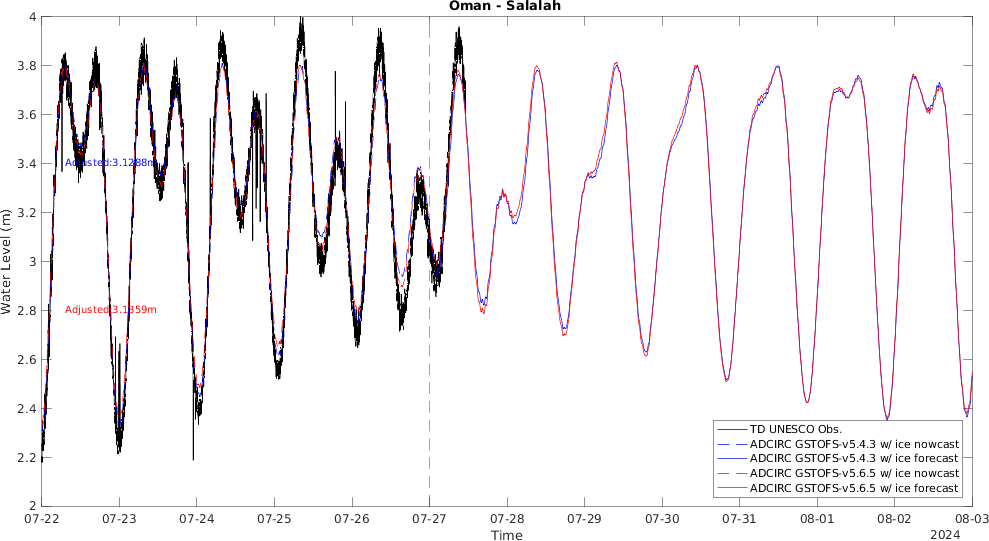 Oman - Salalah
4
3.8
3.6
3.4
3.2
3
2.8
2.6
2.4
2.2
2
Water Level (m)
Adjusted:3.1288m
Adjusted:3.1359m
TD UNESCO Obs.
ADCIRC GSTOFS-v5.4.3 w/ ice nowcast
ADCIRC GSTOFS-v5.4.3 w/ ice forecast
ADCIRC GSTOFS-v5.6.5 w/ ice nowcast
ADCIRC GSTOFS-v5.6.5 w/ ice forecast
07-22 07-23 07-24 07-25 07-26 07-27 07-28 07-29 07-30 07-31 08-01 08-02 08-03
Time
2024